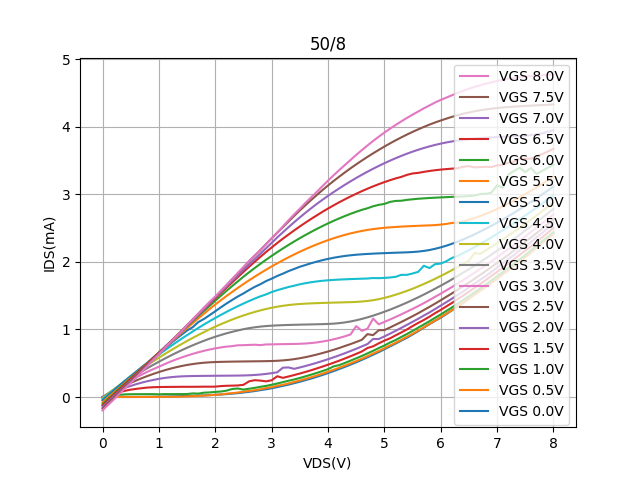 50/8
IDS(mA)
5
4
3
2
1
0
0 1 2 3 4 5 6 7 8
VDS(V)
VGS 8.0V
VGS 7.5V
VGS 7.0V
VGS 6.5V
VGS 6.0V
VGS 5.5V
VGS 5.0V
VGS 4.5V
VGS 4.0V
VGS 3.5V
VGS 3.0V
VGS 2.5V
VGS 2.0V
VGS 1.5V
VGS 1.0V
VGS 0.5V
VGS 0.0V